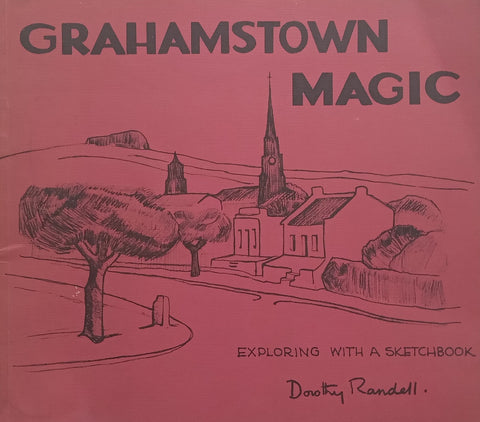 GRAHAMSTOWN
MAGIC
EXPLORING WITH A SKETCHBOOK
Dorothy Randell.